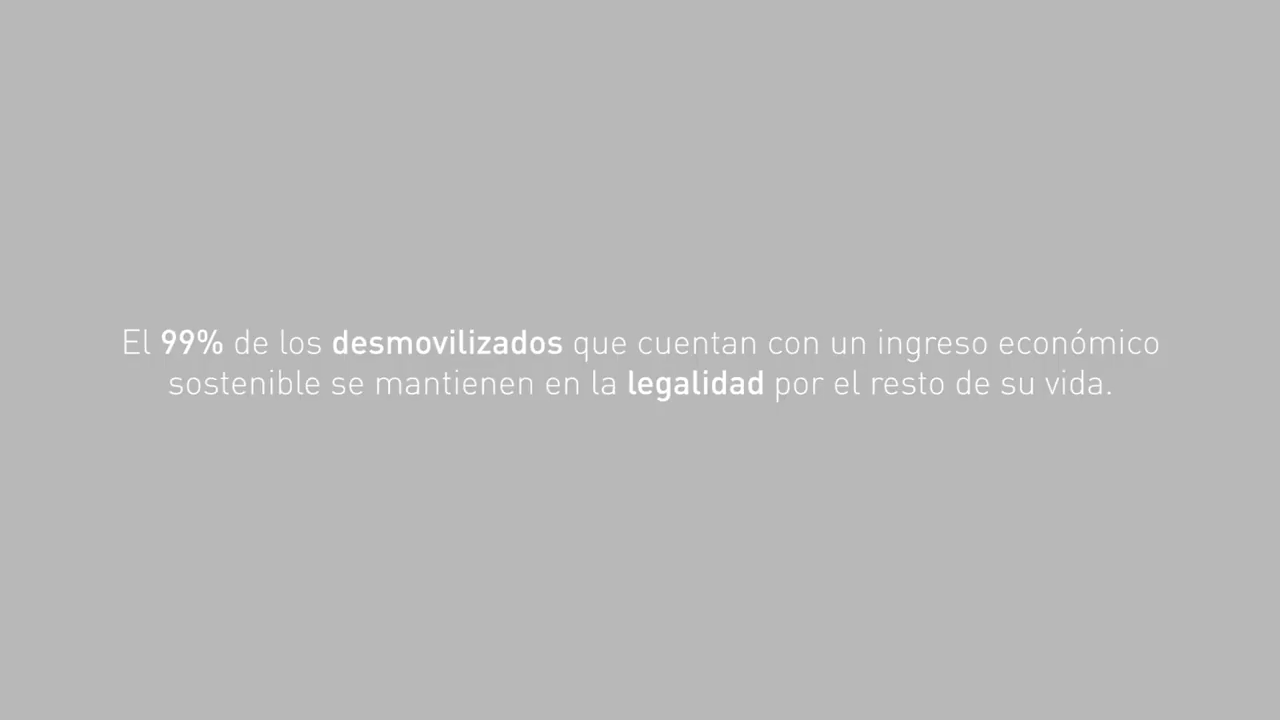 El 99% de los desmovilizados que cuentan con un ingreso económico
sostenible se mantienen en la legalidad por el resto de su vida.